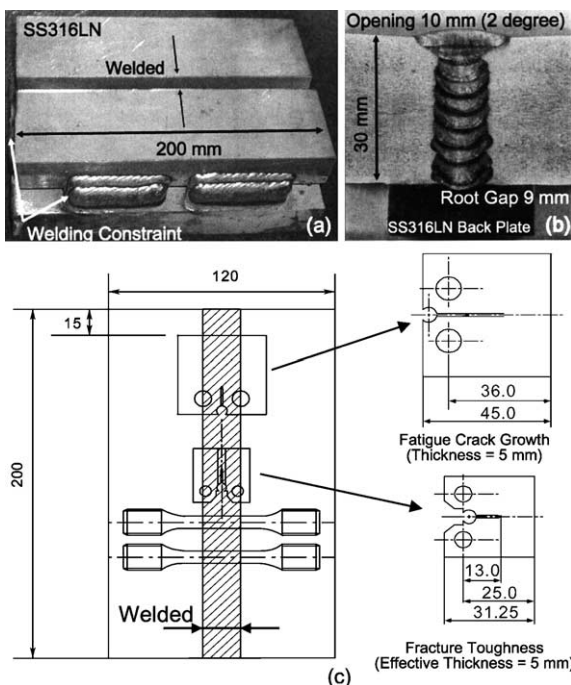 SS316LN
Welded
200 mm
Welding Constraint
(a)
Opening 10 mm (2 degree)
30 mm
Root Gap 9 mm
SS316LN Back Plate
(b)
120
15
200
Welded
36.0
45.0
Fatigue Crack Growth
(Thickness = 5 mm)
13.0
25.0
31.25
Fracture Toughness
(Effective Thickness = 5 mm)
(c)